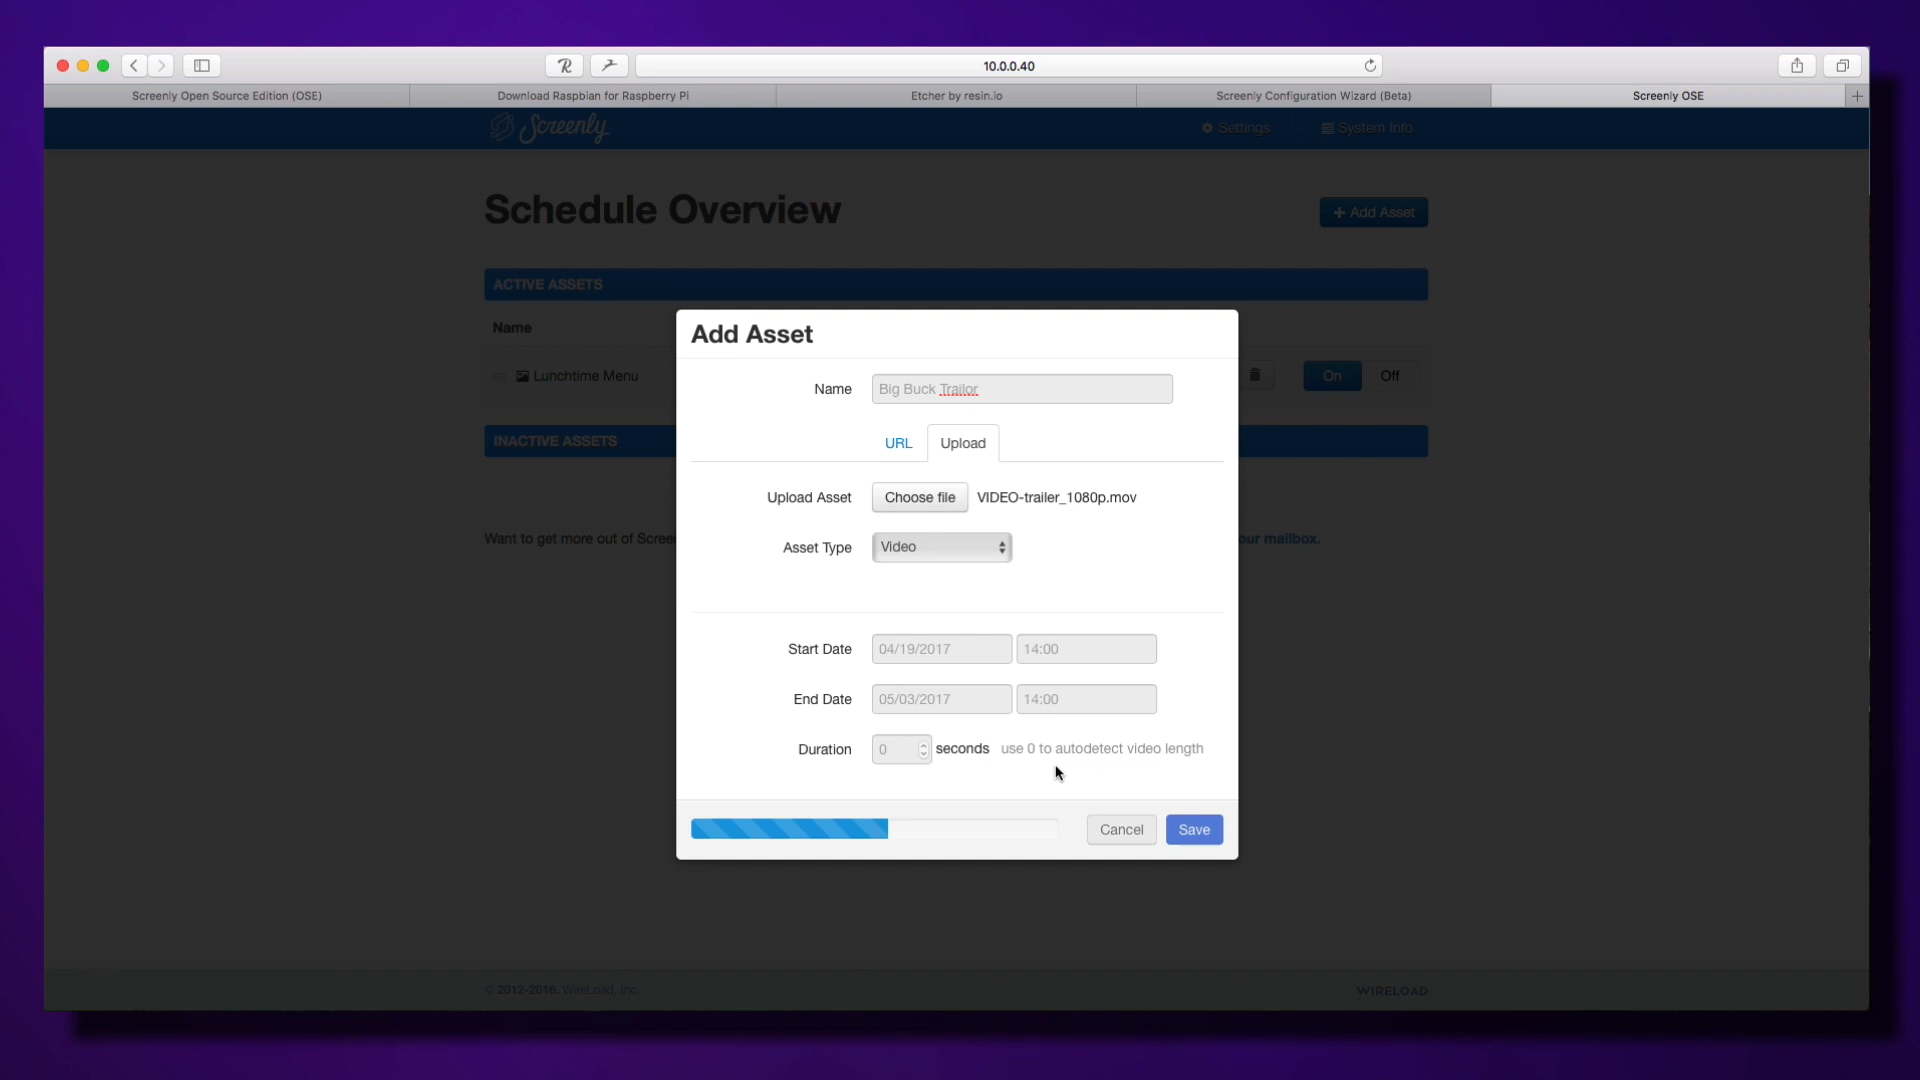 10.0.0.40
Screenly Open Source Edition (OSE)
Download Raspbian for Raspberry Pi
Etcher by resin.io
Screenly Configuration Wizard (Beta)
Screenly OSE
Screenly
Settings
System Info
Schedule Overview
Add Asset
ACTIVE ASSETS
Name
Lunchtime Menu
On
Off
INACTIVE ASSETS
Want to get more out of Scree
our mailbox.
Add Asset
Name
Big Buck Trailor
URL
Upload
Upload Asset
Choose file
VIDEO-trailer_1080p.mov
Asset Type
Video
Start Date
04/19/2017
14:00
End Date
05/03/2017
14:00
Duration
0
seconds
use 0 to autodetect video length
Cancel
Save
© 2012-2016. WireLoad, Inc.
WIRELOAD